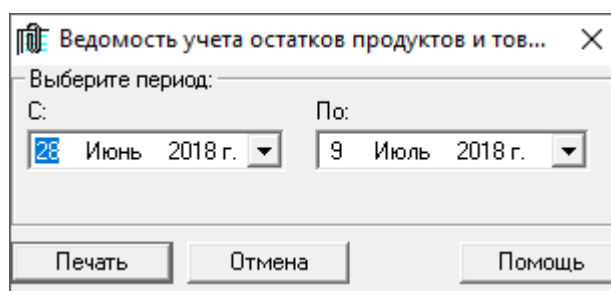 Ведомость учета остатков продуктов и тов...
Выберите период:
С: По:
28 Июнь 2018 г. 9 Июль 2018 г.
Печать Отмена Помощь